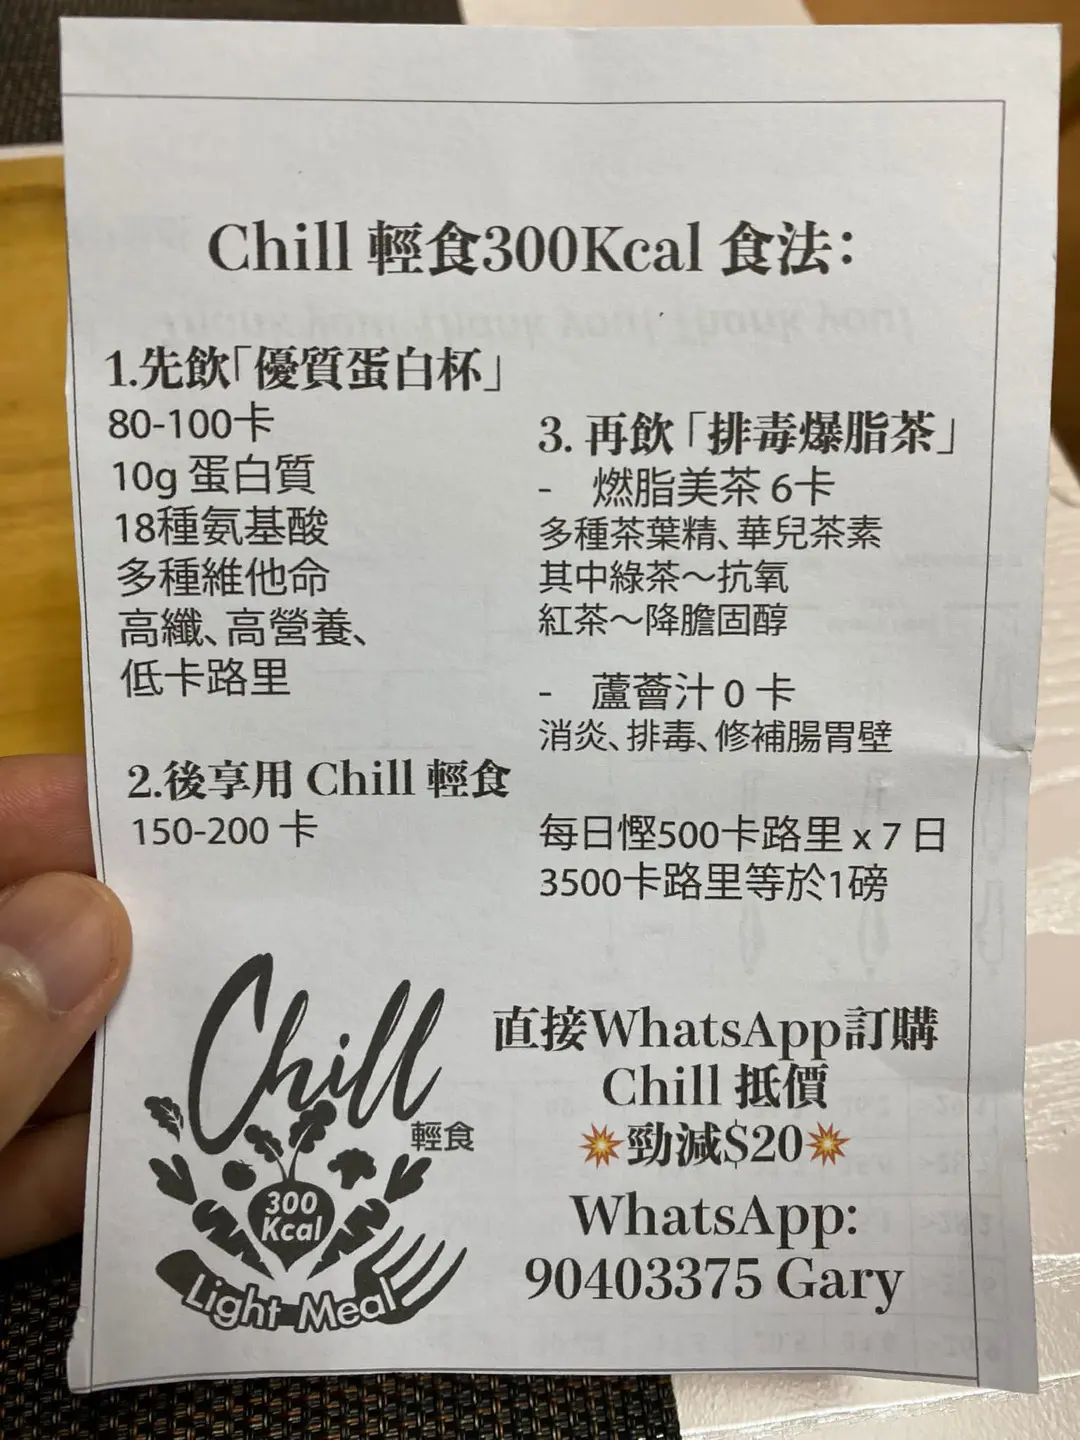 Chill 輕食300Kcal 食法：
1.先飲「優質蛋白杯」
80-100卡
10g 蛋白質
18種氨基酸
多種維他命
高纖、高營養、
低卡路里
2.後享用 Chill 輕食
150-200 卡
3. 再飲「排毒爆脂茶」
- 燃脂美茶 6卡
多種茶葉精、華兒茶素
其中綠茶～抗氧
紅茶～降膽固醇
- 蘆薈汁 0 卡
消炎、排毒、修補腸胃壁
每日慳500卡路里 x 7 日
3500卡路里等於1磅
Chill
輕食
300
Kcal
Light Meal
直接WhatsApp訂購
Chill 抵價
💥勁減$20💥
WhatsApp:
90403375 Gary